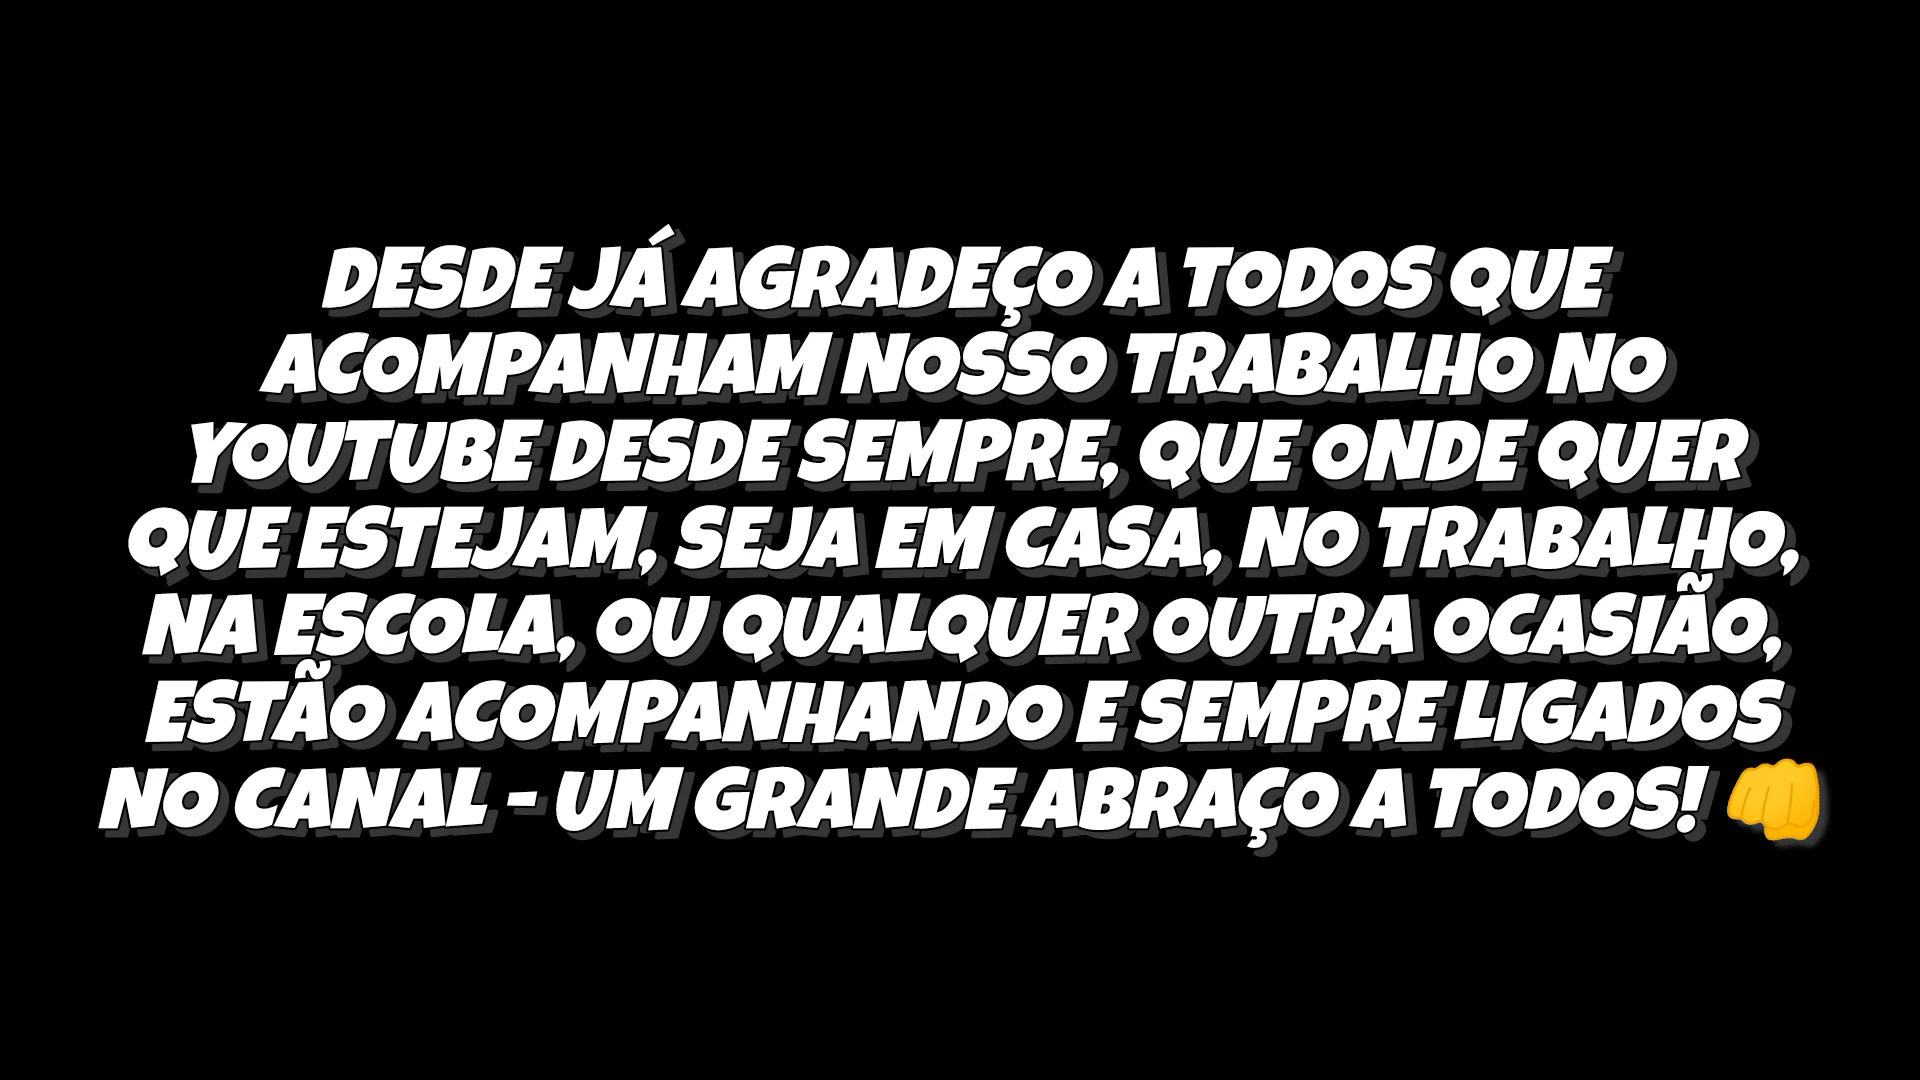 DESDE JÁ AGRADEÇO A TODOS QUE
ACOMPANHAM NOSSO TRABALHO NO
YOUTUBE DESDE SEMPRE, QUE ONDE QUER
QUE ESTEJAM, SEJA EM CASA, NO TRABALHO,
NA ESCOLA, OU QUALQUER OUTRA OCASIÃO,
ESTÃO ACOMPANHANDO E SEMPRE LIGADOS
NO CANAL - UM GRANDE ABRAÇO A TODOS! 👊